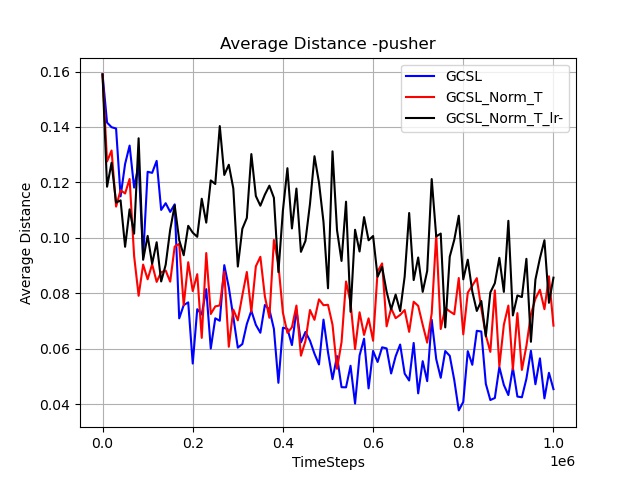 Average Distance -pusher
GCSL
GCSL_Norm_T
GCSL_Norm_T_lr-
Average Distance
0.16
0.14
0.12
0.10
0.08
0.06
0.04
0.0 0.2 0.4 0.6 0.8 1.0
TimeSteps
1e6